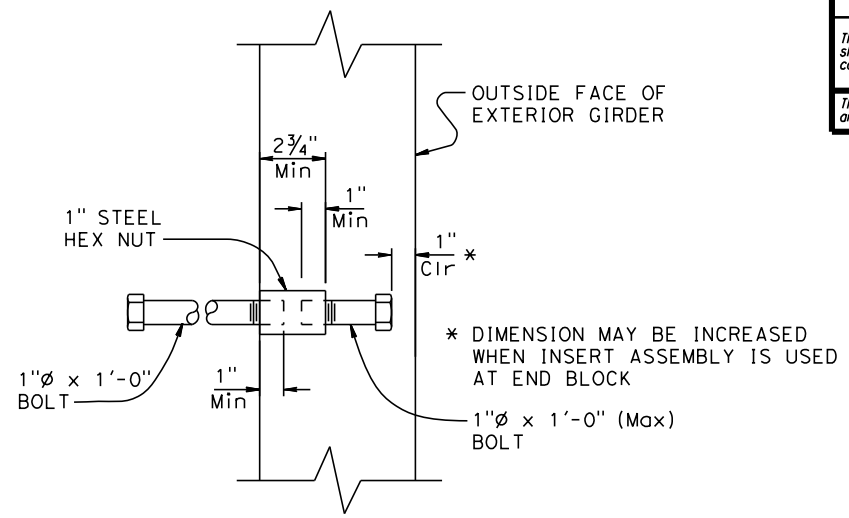 OUTSIDE FACE OF
EXTERIOR GIRDER
2¾"
Min
1"
Min
1" STEEL
HEX NUT
1"
Clr *
* DIMENSION MAY BE INCREASED
WHEN INSERT ASSEMBLY IS USED
AT END BLOCK
1"
Min
1"Ø x 1'-0"
BOLT
1"Ø x 1'-0" (Max)
BOLT